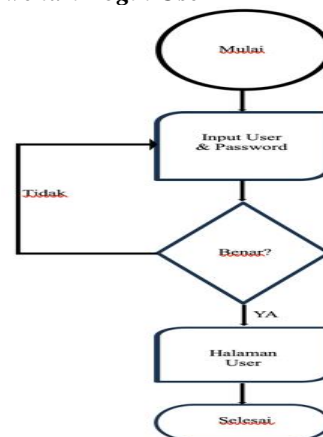 Mulai
Input User
& Password
Tidak
Benar?
YA
Halaman
User
Selesai